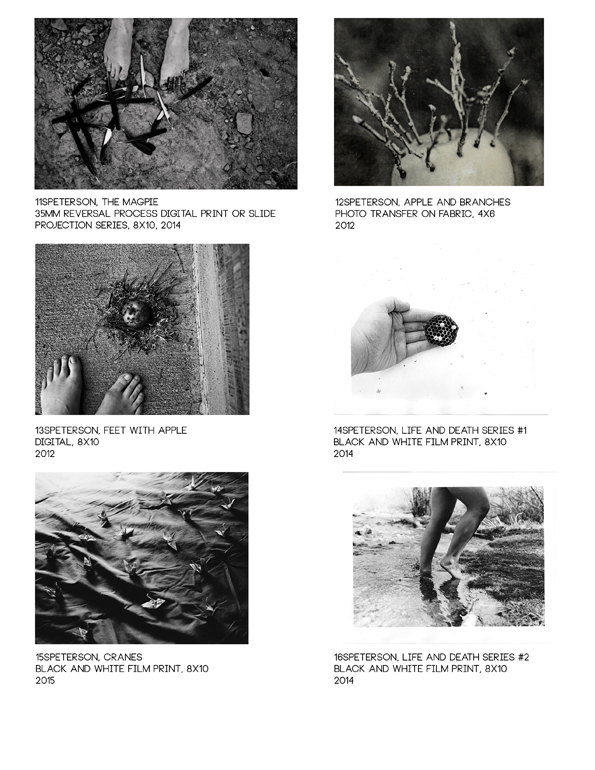 11SPETERSON, THE MAGPIE
35MM REVERSAL PROCESS DIGITAL PRINT OR SLIDE
PROJECTION SERIES, 8X10, 2014
12SPETERSON, APPLE AND BRANCHES
PHOTO TRANSFER ON FABRIC, 4X6
2012
13SPETERSON, FEET WITH APPLE
DIGITAL, 8X10
2012
14SPETERSON, LIFE AND DEATH SERIES #1
BLACK AND WHITE FILM PRINT, 8X10
2014
15SPETERSON, CRANES
BLACK AND WHITE FILM PRINT, 8X10
2015
16SPETERSON, LIFE AND DEATH SERIES #2
BLACK AND WHITE FILM PRINT, 8X10
2014